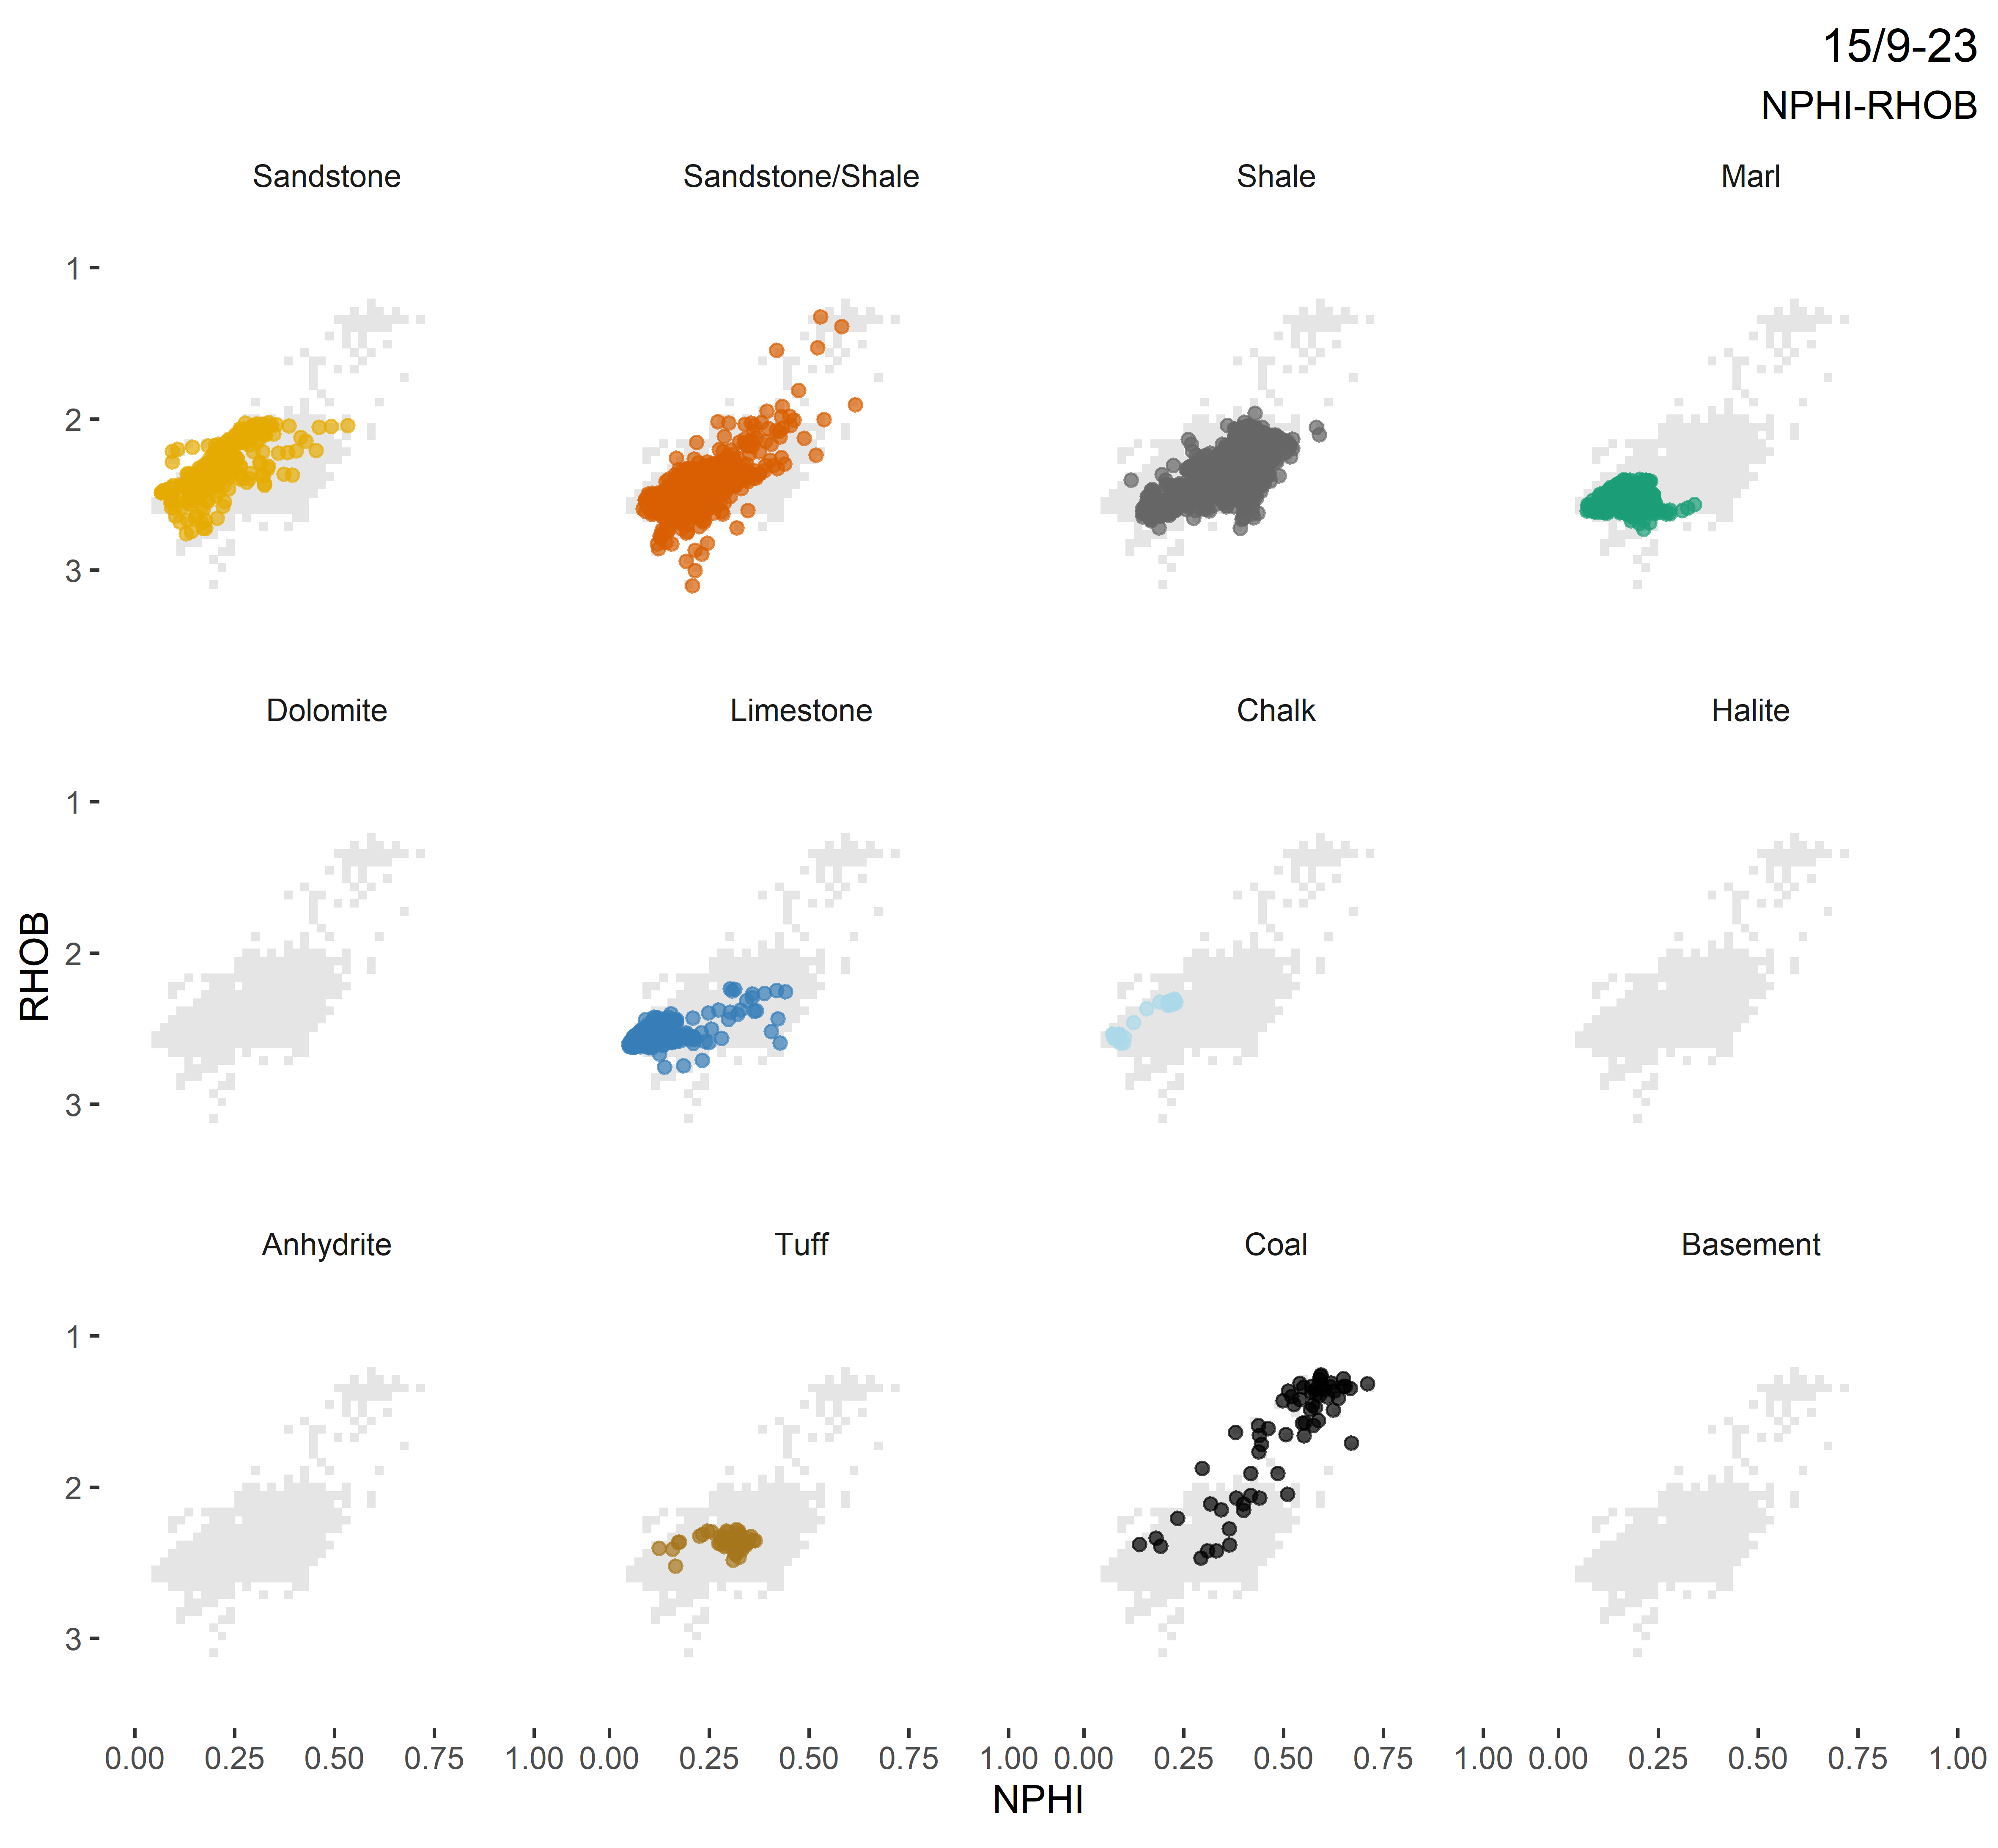 15/9-23
NPHI-RHOB
Sandstone Sandstone/Shale Shale Marl
1
2
3
Dolomite Limestone Chalk Halite
1
2
3
RHOB
Anhydrite Tuff Coal Basement
1
2
3
0.00 0.25 0.50 0.75 1.00 0.00 0.25 0.50 0.75 1.00 0.00 0.25 0.50 0.75 1.00 0.00 0.25 0.50 0.75 1.00
NPHI